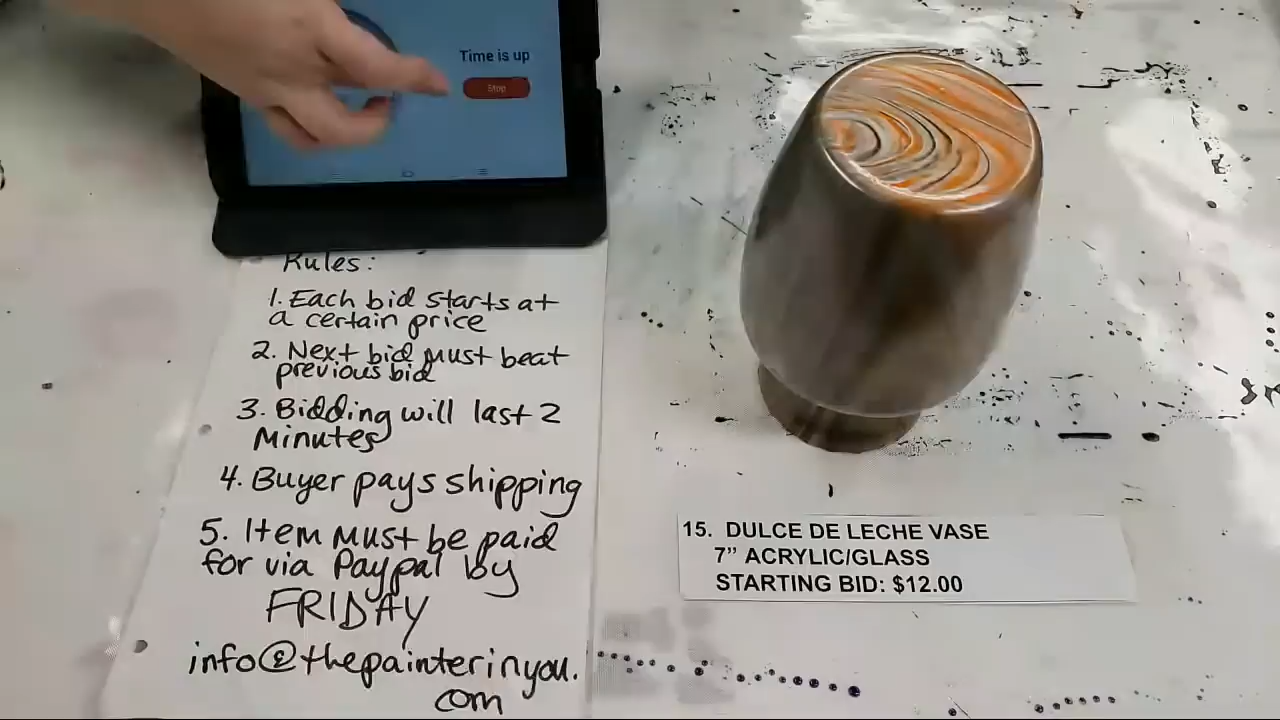 Time is up
Stop
Rules:
1. Each bid starts at
a certain price
2. Next bid must beat
previous bid
3. Bidding will last 2
Minutes
4. Buyer pays shipping
5. Item must be paid
for via Paypal by
FRIDAY
info@thepainterinyou.
com
15. DULCE DE LECHE VASE
7” ACRYLIC/GLASS
STARTING BID: $12.00